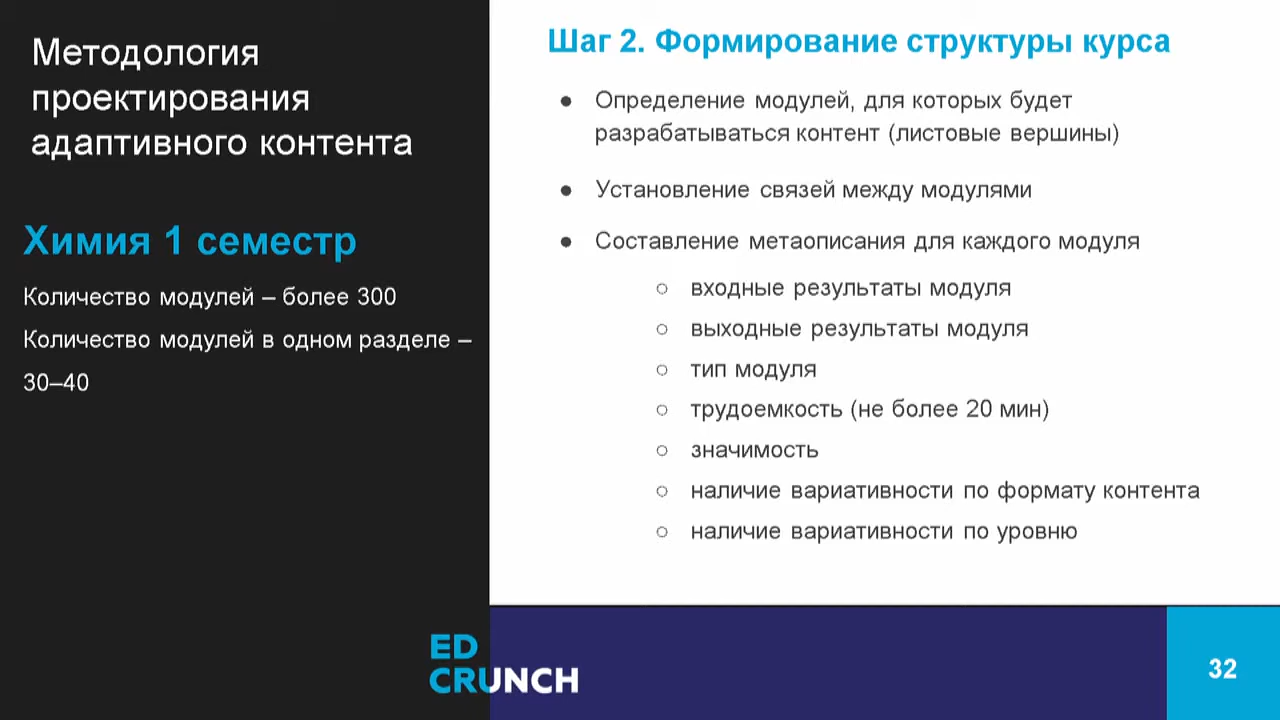 Методология
проектирования
адаптивного контента
Химия 1 семестр
Количество модулей – более 300
Количество модулей в одном разделе –
30–40
Шаг 2. Формирование структуры курса
● Определение модулей, для которых будет
разрабатываться контент (листовые вершины)
● Установление связей между модулями
● Составление метаописания для каждого модуля
○ входные результаты модуля
○ выходные результаты модуля
○ тип модуля
○ трудоемкость (не более 20 мин)
○ значимость
○ наличие вариативности по формату контента
○ наличие вариативности по уровню
ED
CRUNCH
32